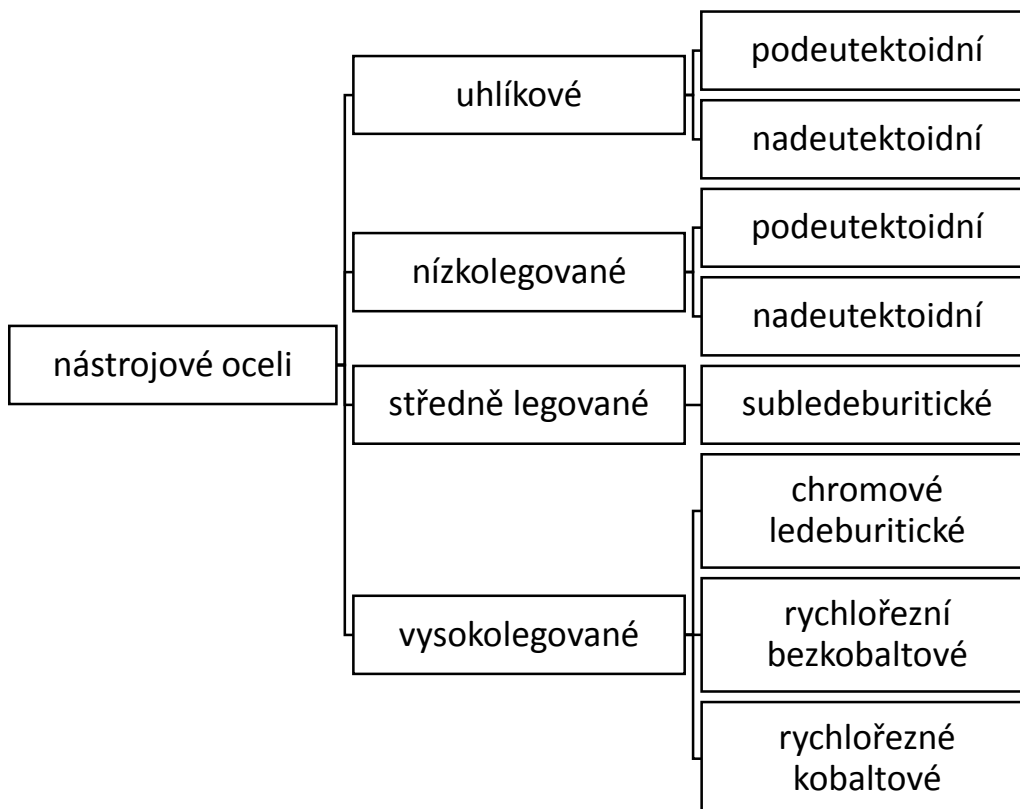 nástrojové oceli
uhlíkové
podeutektoidní
nadeutektoidní
nízkolegované
podeutektoidní
nadeutektoidní
středně legované
subledeburitické
vysokolegované
chromové
ledeburitické
rychlořezní
bezkobaltové
rychlořezné
kobaltové